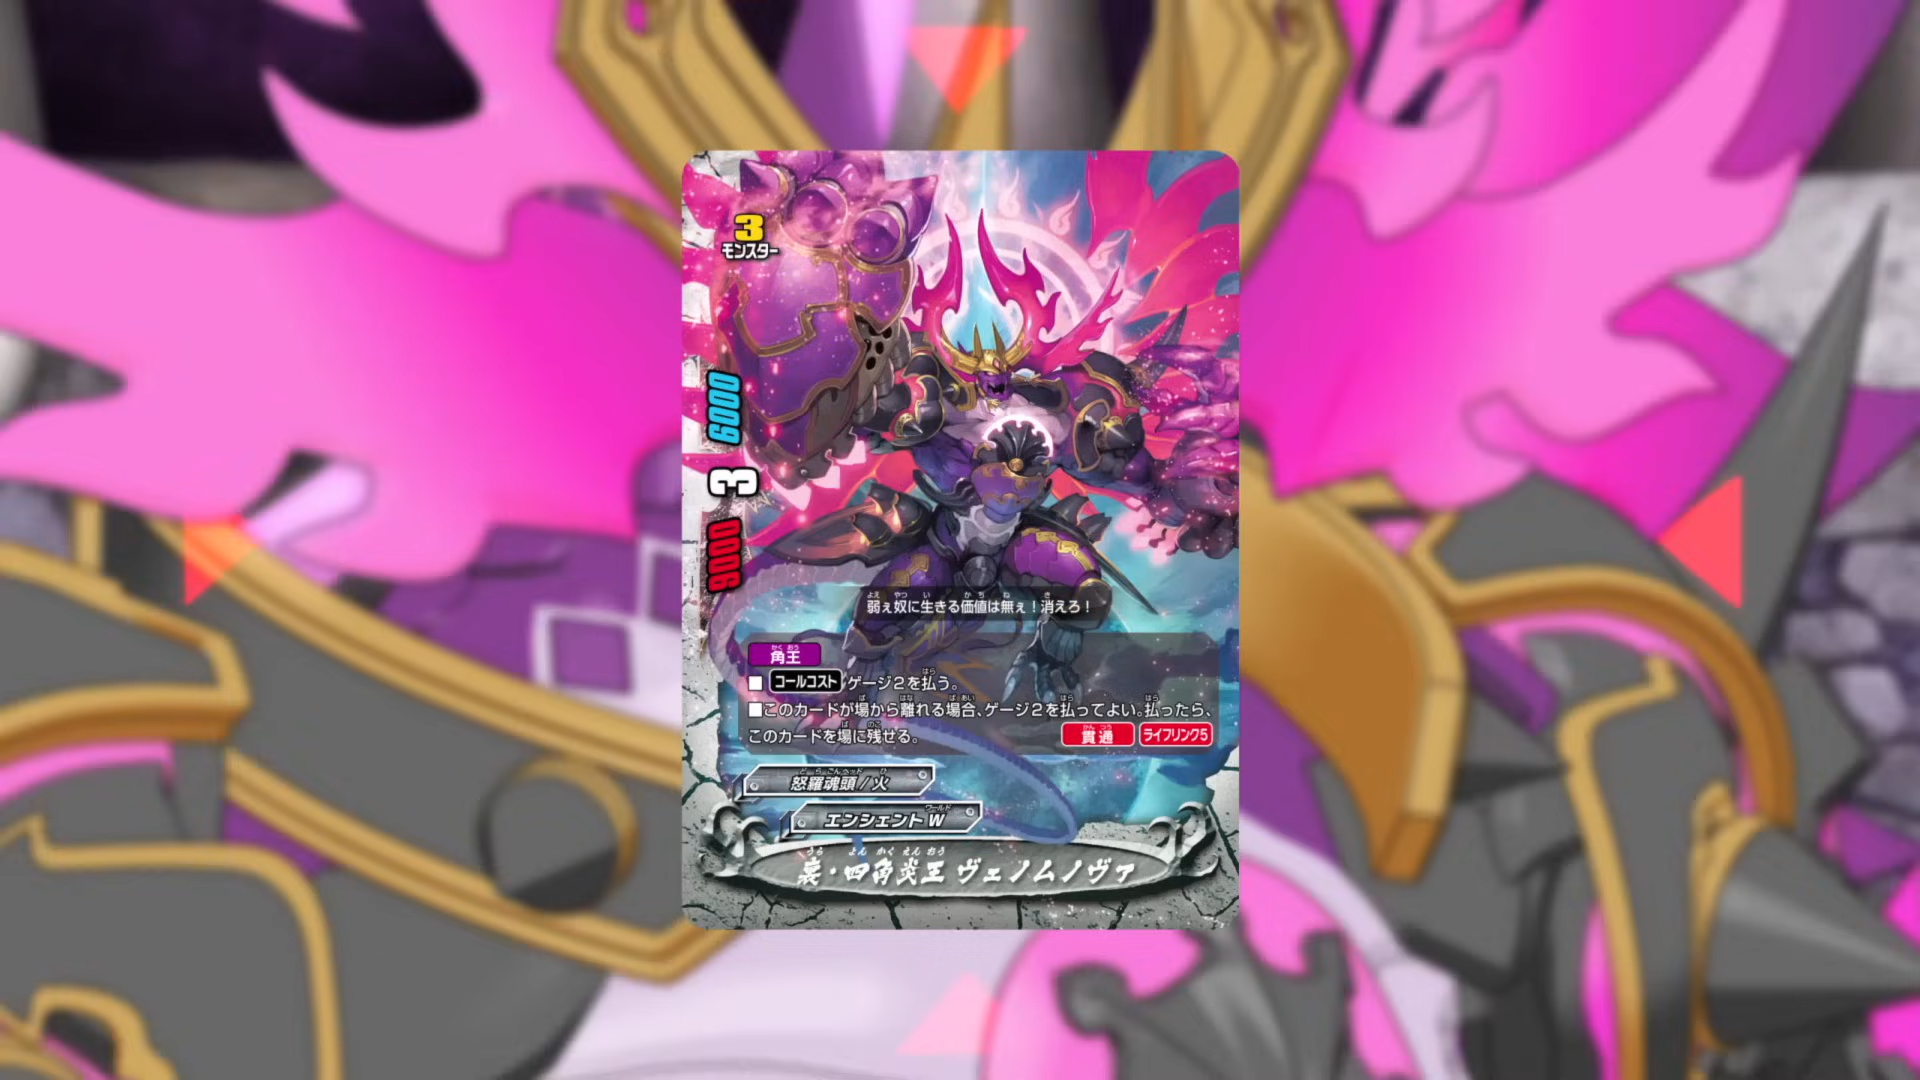 3
モンスター
6000
3
9000
弱ぇ奴に生きる価値は無ぇ！消えろ！
角王
■コールコスト ゲージ２を払う。
■このカードが場から離れる場合、ゲージ２を払ってよい。払ったら、
このカードを場に残せる。
貫通 ライフリンク5
怒羅魂頭／火
エンシェントW
裏・四角炎王 ヴェノムノヴァ